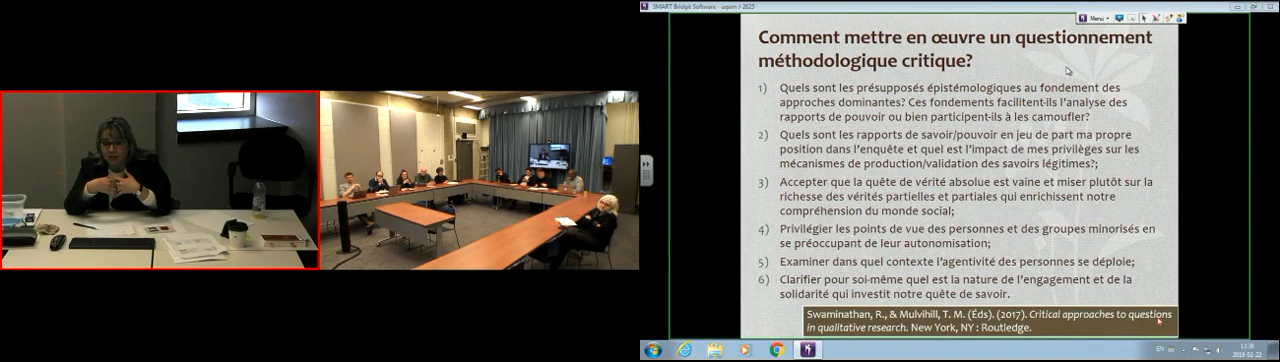 SMART Bridgit Software - uqam J-2623
Menu
Comment mettre en œuvre un questionnement
méthodologique critique?
1) Quels sont les présupposés épistémologiques au fondement des
approches dominantes? Ces fondements facilitent-ils l'analyse des
rapports de pouvoir ou bien participent-ils à les camoufler?
2) Quels sont les rapports de savoir/pouvoir en jeu de part ma propre
position dans l'enquête et quel est l'impact de mes privilèges sur les
mécanismes de production/validation des savoirs légitimes?;
3) Accepter que la quête de vérité absolue est vaine et miser plutôt sur la
richesse des vérités partielles et partiales qui enrichissent notre
compréhension du monde social;
4) Privilégier les points de vue des personnes et des groupes minorisés en
se préoccupant de leur autonomisation;
5) Examiner dans quel contexte l'agentivité des personnes se déploie;
6) Clarifier pour soi-même quel est la nature de l'engagement et de la
solidarité qui investit notre quête de savoir.
Swaminathan, R., & Mulvihill, T. M. (Éds). (2017). Critical approaches to questions
in qualitative research. New York, NY : Routledge.
EN
12:38
2019-02-22